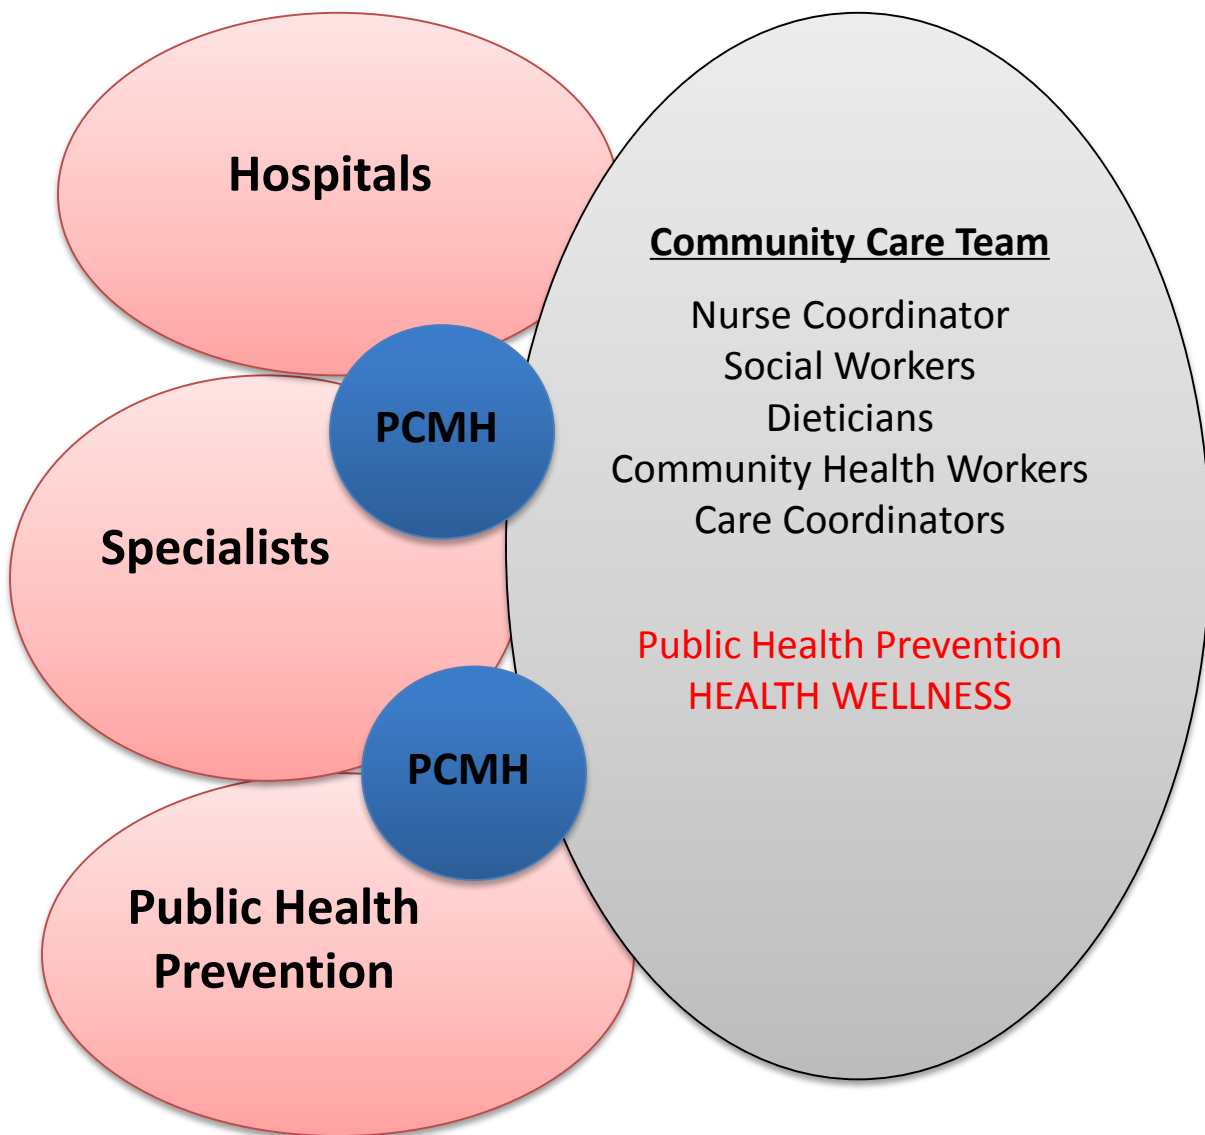 Hospitals
PCMH
Specialists
PCMH
Public Health
Prevention
Community Care Team
Nurse Coordinator
Social Workers
Dieticians
Community Health Workers
Care Coordinators
Public Health Prevention
HEALTH WELLNESS